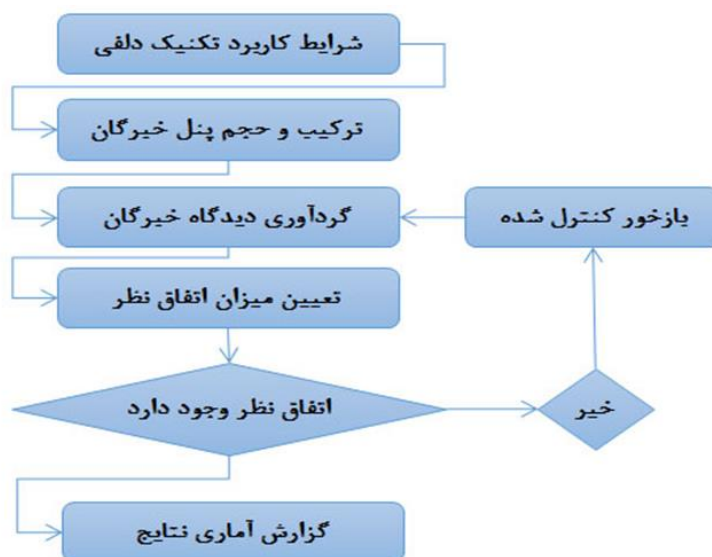 شرایط کاربرد تکنیک دلفی
ترکیب و حجم پنل خبرگان
گردآوری دیدگاه خبرگان
بازخور کنترل شده
تعیین میزان اتفاق نظر
اتفاق نظر وجود دارد
خیر
گزارش آماری نتایج